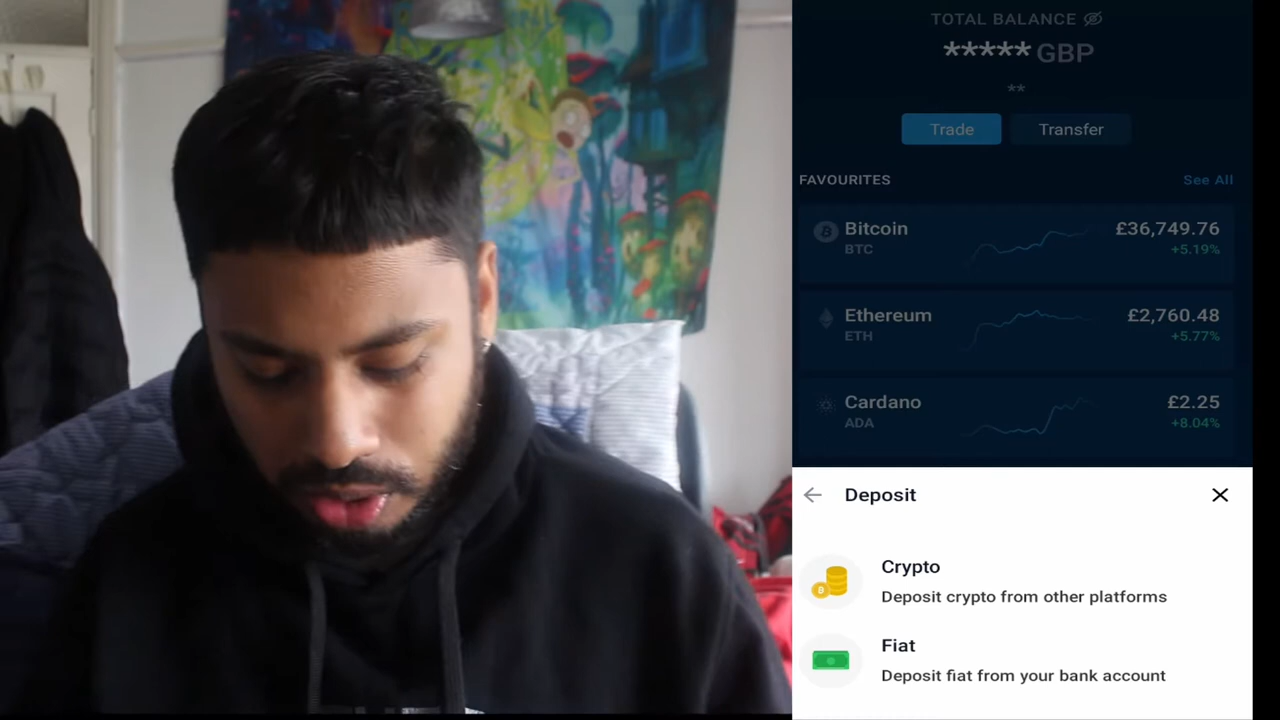 TOTAL BALANCE
***** GBP
**
Trade Transfer
FAVOURITES See All
Bitcoin £36,749.76
BTC +5.19%
Ethereum £2,760.48
ETH +5.77%
Cardano £2.25
ADA +8.04%
Deposit
Crypto
Deposit crypto from other platforms
Fiat
Deposit fiat from your bank account